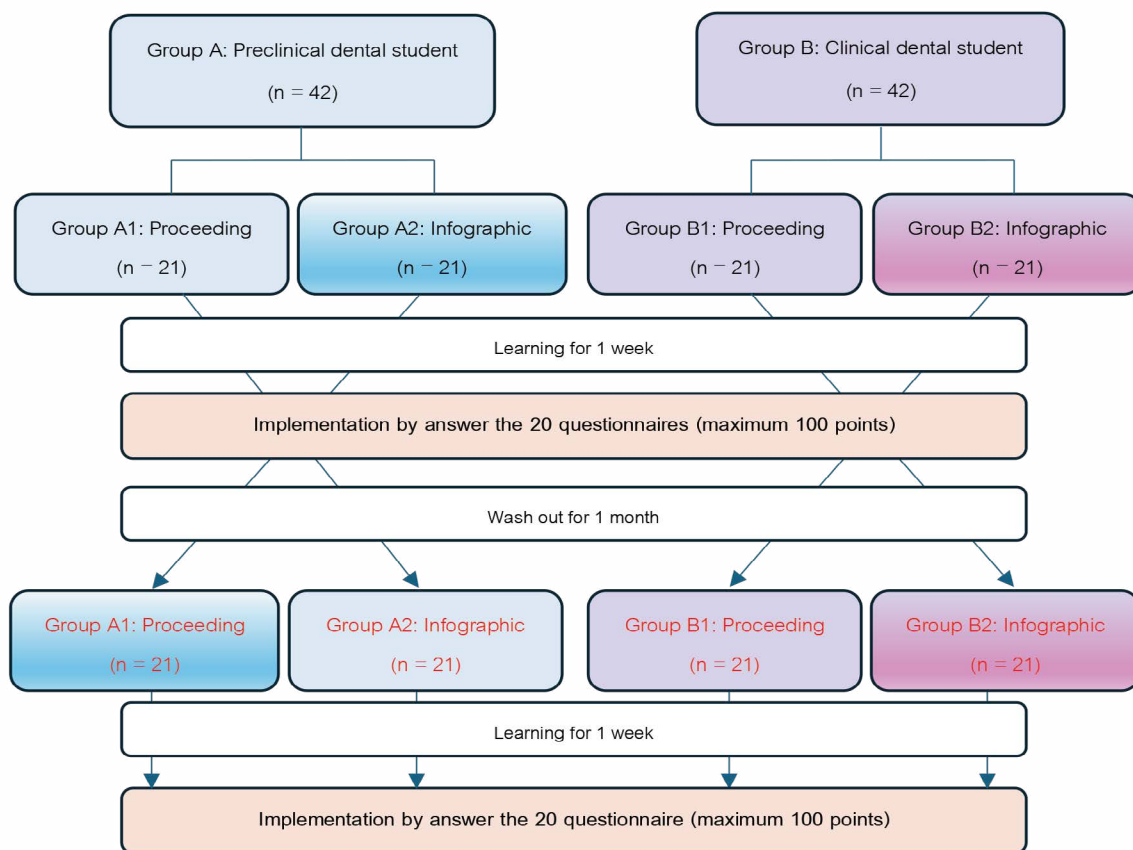 Group A: Preclinical dental student
(n = 42)
Group B: Clinical dental student
(n = 42)
Group A1: Proceeding
(n − 21)
Group A2: Infographic
(n − 21)
Group B1: Proceeding
(n − 21)
Group B2: Infographic
(n − 21)
Learning for 1 week
Implementation by answer the 20 questionnaires (maximum 100 points)
Wash out for 1 month
Group A1: Proceeding
(n = 21)
Group A2: Infographic
(n = 21)
Group B1: Proceeding
(n = 21)
Group B2: Infographic
(n = 21)
Learning for 1 week
Implementation by answer the 20 questionnaire (maximum 100 points)